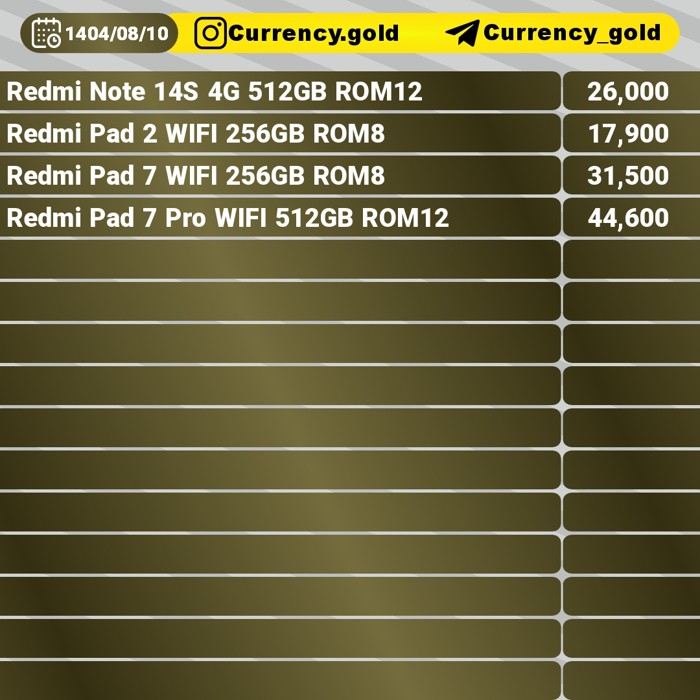 1404/08/10 Currency.gold Currency_gold
Redmi Note 14S 4G 512GB ROM12 26,000
Redmi Pad 2 WIFI 256GB ROM8 17,900
Redmi Pad 7 WIFI 256GB ROM8 31,500
Redmi Pad 7 Pro WIFI 512GB ROM12 44,600